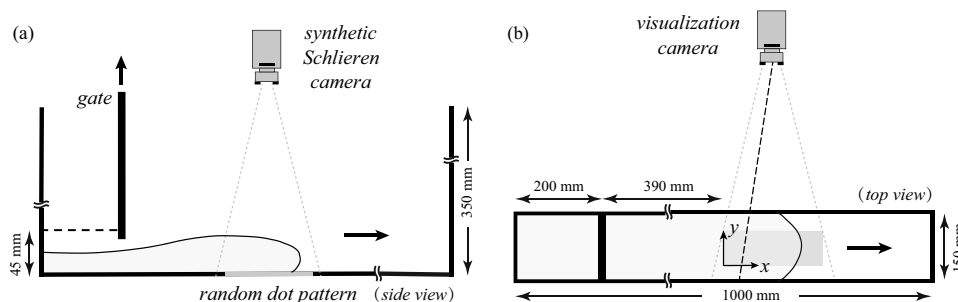 (a)
synthetic
Schlieren
camera
gate
45 mm
350 mm
random dot pattern
(side view)
(b)
visualization
camera
200 mm
390 mm
(top view)
y
x
150 mm
1000 mm